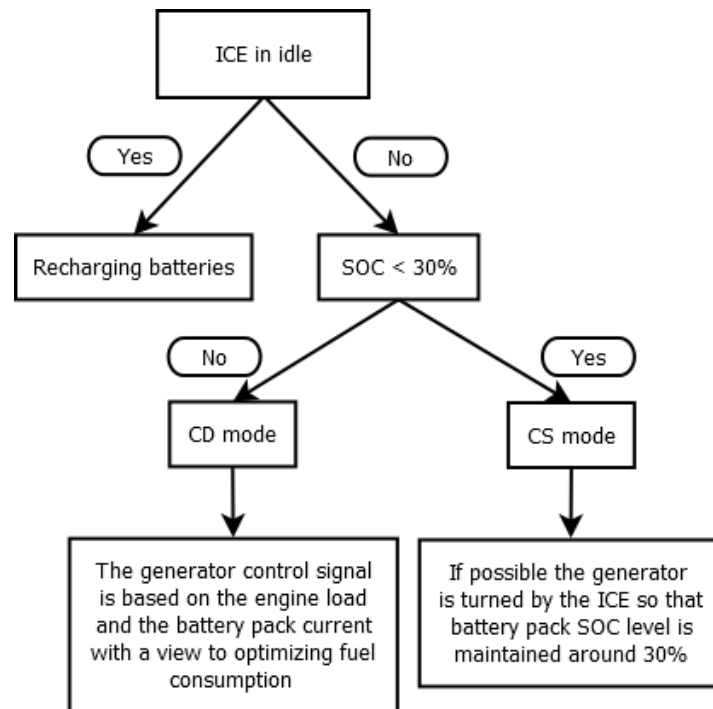 ICE in idle
Yes
No
Recharging batteries
SOC < 30%
No
Yes
CD mode
CS mode
The generator control signal
is based on the engine load
and the battery pack current
with a view to optimizing fuel
consumption
If possible the generator
is turned by the ICE so that
battery pack SOC level is
maintained around 30%